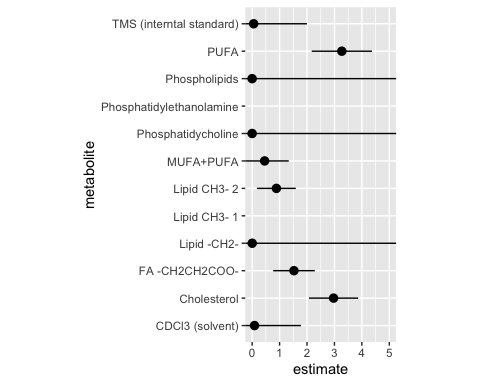 TMS (interntal standard)
PUFA
Phospholipids
Phosphatidylethanolamine
Phosphatidycholine
MUFA+PUFA
Lipid CH3- 2
Lipid CH3- 1
Lipid -CH2-
FA -CH2CH2COO-
Cholesterol
CDCl3 (solvent)
metabolite
0 1 2 3 4 5
estimate